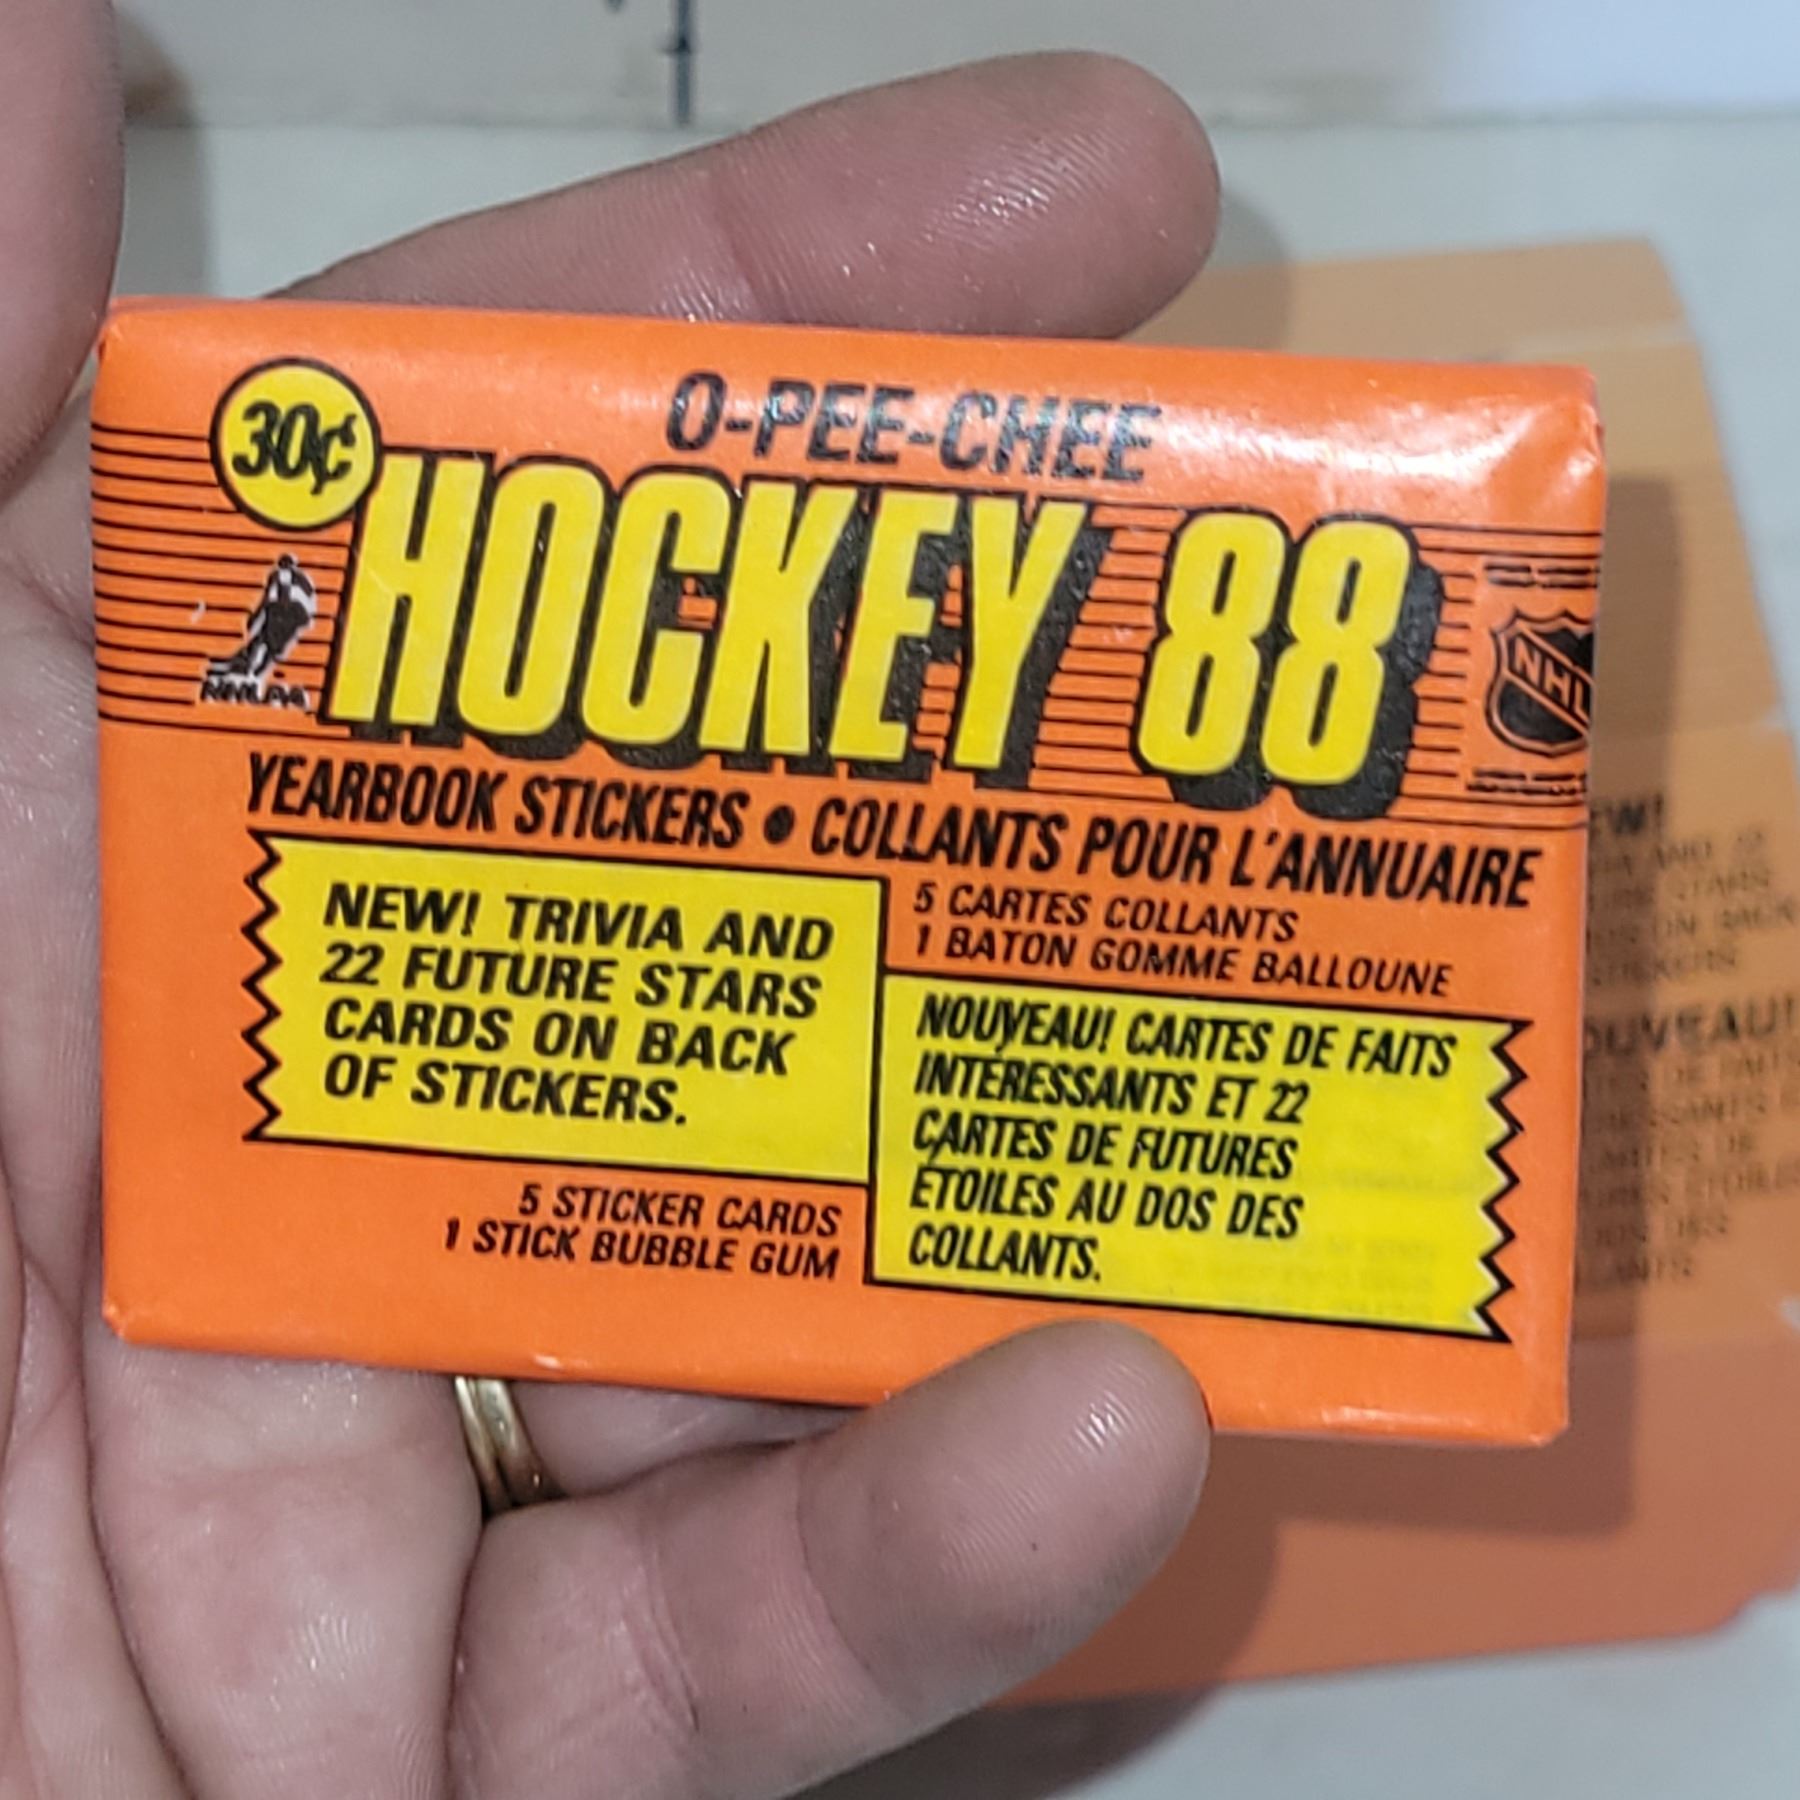 30¢
O-PEE-CHEE
HOCKEY 88
NHLPA
NHL
YEARBOOK STICKERS • COLLANTS POUR L'ANNUAIRE
NEW! TRIVIA AND
22 FUTURE STARS
CARDS ON BACK
OF STICKERS.
5 STICKER CARDS
1 STICK BUBBLE GUM
5 CARTES COLLANTS
1 BATON GOMME BALLOUNE
NOUVEAU! CARTES DE FAITS
INTÉRESSANTS ET 22
CARTES DE FUTURES
ÉTOILES AU DOS DES
COLLANTS.